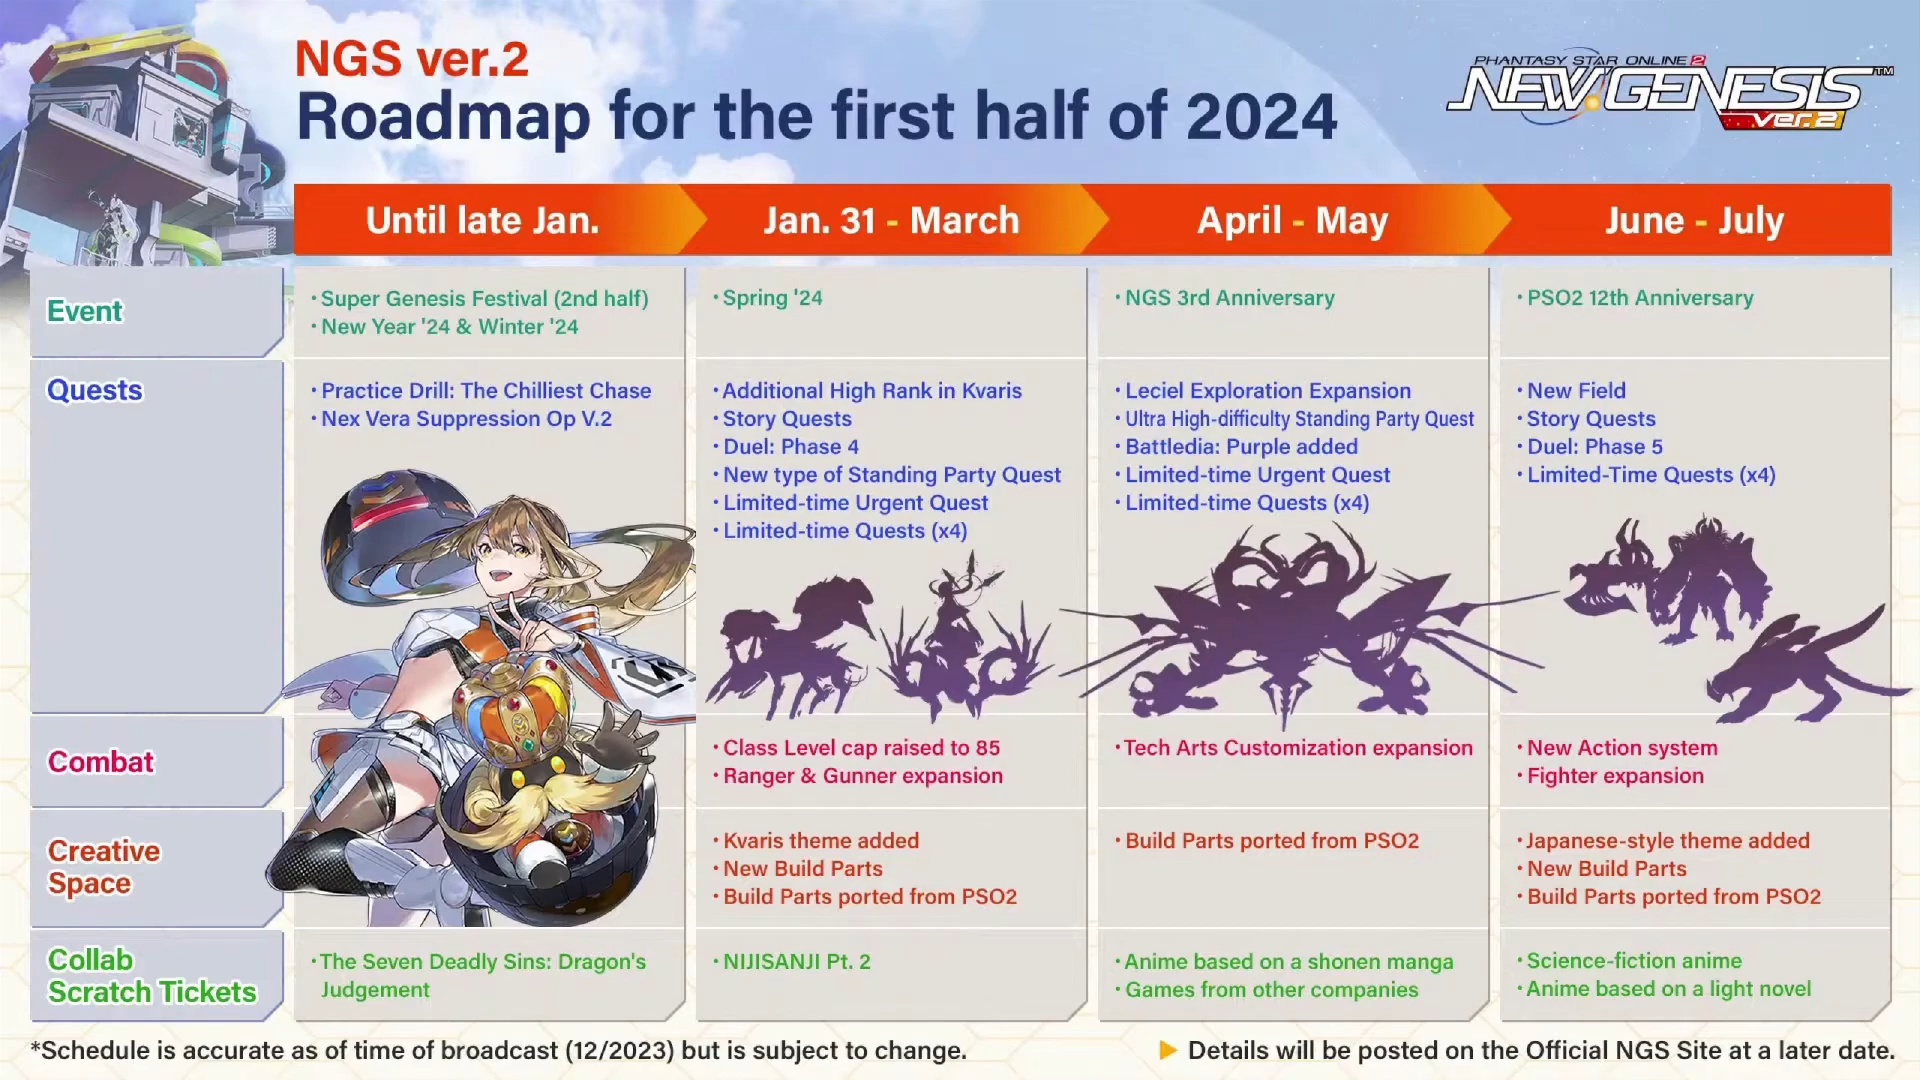 NGS ver.2
Roadmap for the first half of 2024
PHANTASY STAR ONLINE 2
NEW GENESIS™
ver.2
Until late Jan.
Jan. 31 - March
April - May
June - July
Event
· Super Genesis Festival (2nd half)
· New Year '24 & Winter '24
· Spring '24
· NGS 3rd Anniversary
· PSO2 12th Anniversary
Quests
· Practice Drill: The Chilliest Chase
· Nex Vera Suppression Op V.2
· Additional High Rank in Kvaris
· Story Quests
· Duel: Phase 4
· New type of Standing Party Quest
· Limited-time Urgent Quest
· Limited-time Quests (x4)
· Leciel Exploration Expansion
· Ultra High-difficulty Standing Party Quest
· Battledia: Purple added
· Limited-time Urgent Quest
· Limited-time Quests (x4)
· New Field
· Story Quests
· Duel: Phase 5
· Limited-Time Quests (x4)
Combat
· Class Level cap raised to 85
· Ranger & Gunner expansion
· Tech Arts Customization expansion
· New Action system
· Fighter expansion
Creative
Space
· Kvaris theme added
· New Build Parts
· Build Parts ported from PSO2
· Build Parts ported from PSO2
· Japanese-style theme added
· New Build Parts
· Build Parts ported from PSO2
Collab
Scratch Tickets
· The Seven Deadly Sins: Dragon's
Judgement
· NIJISANJI Pt. 2
· Anime based on a shonen manga
· Games from other companies
· Science-fiction anime
· Anime based on a light novel
*Schedule is accurate as of time of broadcast (12/2023) but is subject to change.
▶ Details will be posted on the Official NGS Site at a later date.